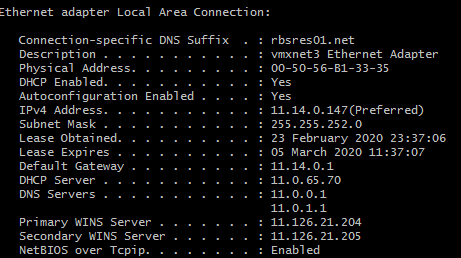 Ethernet adapter Local Area Connection:
Connection-specific DNS Suffix  . : rbsres01.net
Description . . . . . . . . . . . : vmxnet3 Ethernet Adapter
Physical Address. . . . . . . . . : 00-50-56-B1-33-35
DHCP Enabled. . . . . . . . . . . : Yes
Autoconfiguration Enabled . . . . : Yes
IPv4 Address. . . . . . . . . . . : 11.14.0.147(Preferred)
Subnet Mask . . . . . . . . . . . : 255.255.252.0
Lease Obtained. . . . . . . . . . : 23 February 2020 23:37:06
Lease Expires . . . . . . . . . . : 05 March 2020 11:37:07
Default Gateway . . . . . . . . . : 11.14.0.1
DHCP Server . . . . . . . . . . . : 11.0.65.70
DNS Servers . . . . . . . . . . . : 11.0.0.1
11.0.1.1
Primary WINS Server . . . . . . . : 11.126.21.204
Secondary WINS Server . . . . . . : 11.126.21.205
NetBIOS over Tcpip. . . . . . . . : Enabled